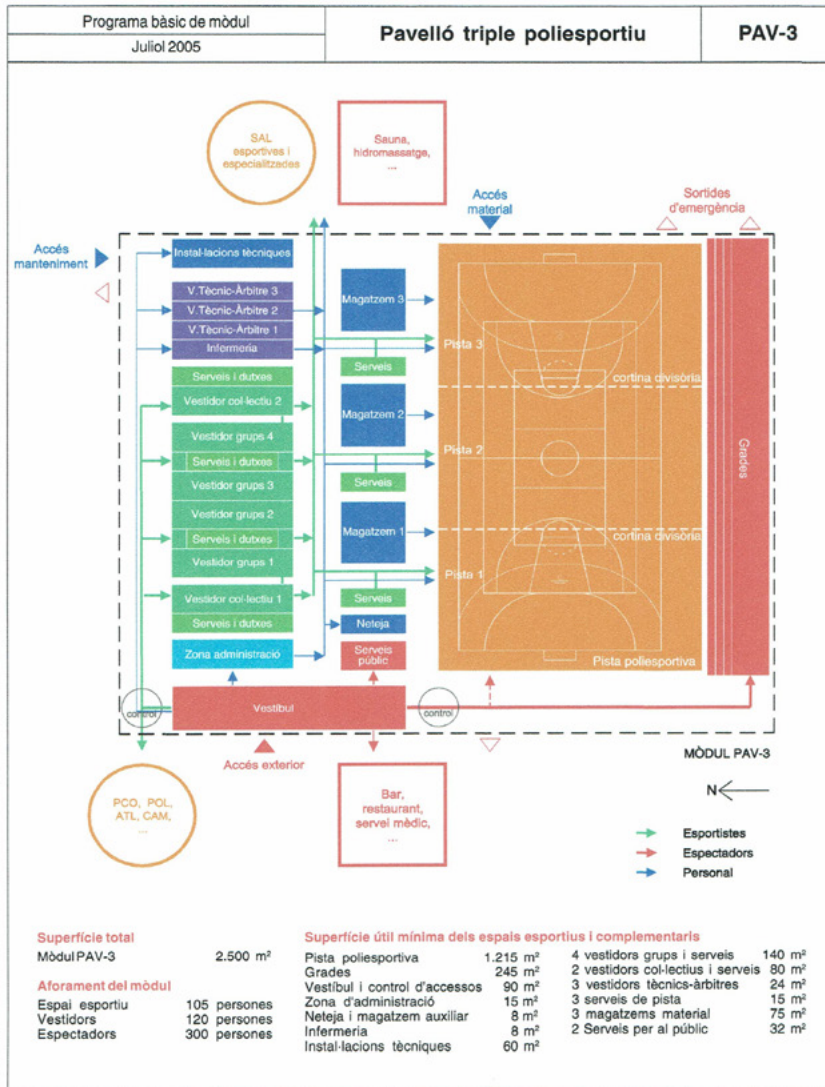 Programa bàsic de mòdul
Juliol 2005
Pavelló triple poliesportiu
PAV-3
SAL
esportives i
especialitzades
Sauna,
hidromassatge,
...
Accés
material
Sortides
d'emergència
Accés
manteniment
Instal·lacions tècniques
V.Tècnic-Àrbitre 3
V.Tècnic-Àrbitre 2
V.Tècnic-Àrbitre 1
Infermeria
Serveis i dutxes
Vestidor col·lectiu 2
Vestidor grups 4
Serveis i dutxes
Vestidor grups 3
Vestidor grups 2
Serveis i dutxes
Vestidor grups 1
Vestidor col·lectiu 1
Serveis i dutxes
Zona administració
Magatzem 3
Serveis
Magatzem 2
Serveis
Magatzem 1
Serveis
Neteja
Serveis
públic
Pista 3
cortina divisòria
Pista 2
cortina divisòria
Pista 1
Pista poliesportiva
Grades
control
Vestíbul
control
Accés exterior
MÒDUL PAV-3
N
PCO, POL,
ATL, CAM,
...
Bar,
restaurant,
servei mèdic,
...
Esportistes
Espectadors
Personal
Superfície total
Mòdul PAV-3 2.500 m²
Aforament del mòdul
Espai esportiu 105 persones
Vestidors 120 persones
Espectadors 300 persones
Superfície útil mínima dels espais esportius i complementaris
Pista poliesportiva 1.215 m²
Grades 245 m²
Vestíbul i control d'accessos 90 m²
Zona d'administració 15 m²
Neteja i magatzem auxiliar 8 m²
Infermeria 8 m²
Instal·lacions tècniques 60 m²
4 vestidors grups i serveis 140 m²
2 vestidors col·lectius i serveis 80 m²
3 vestidors tècnics-àrbitres 24 m²
3 serveis de pista 15 m²
3 magatzems material 75 m²
2 Serveis per al públic 32 m²